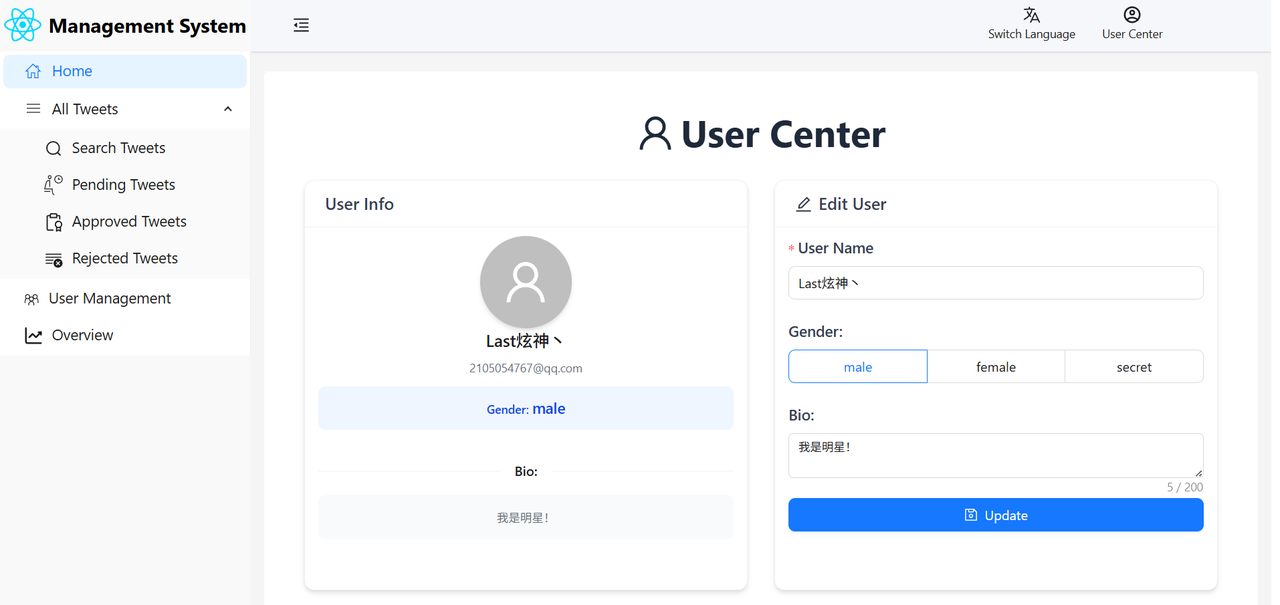 Management System
Switch Language
User Center
Home
All Tweets
Search Tweets
Pending Tweets
Approved Tweets
Rejected Tweets
User Management
Overview
User Center
User Info
Last炫神丶
2105054767@qq.com
Gender: male
Bio:
我是明星!
Edit User
* User Name
Last炫神丶
Gender:
male female secret
Bio:
我是明星!
5 / 200
Update